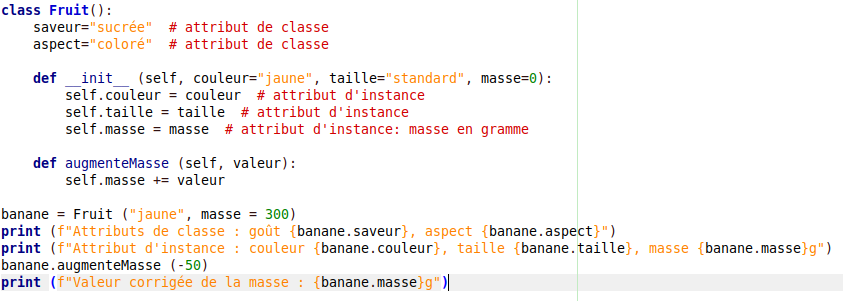 class Fruit():
    saveur="sucrée"  # attribut de classe
    aspect="coloré"  # attribut de classe
    def __init__ (self, couleur="jaune", taille="standard", masse=0):
        self.couleur = couleur  # attribut d'instance
        self.taille = taille  # attribut d'instance
        self.masse = masse  # attribut d'instance: masse en gramme
    def augmenteMasse (self, valeur):
        self.masse += valeur
banane = Fruit ("jaune", masse = 300)
print (f"Attributs de classe : goût {banane.saveur}, aspect {banane.aspect}")
print (f"Attribut d'instance : couleur {banane.couleur}, taille {banane.taille}, masse {banane.masse}g")
banane.augmenteMasse (-50)
print (f"Valeur corrigée de la masse : {banane.masse}g")